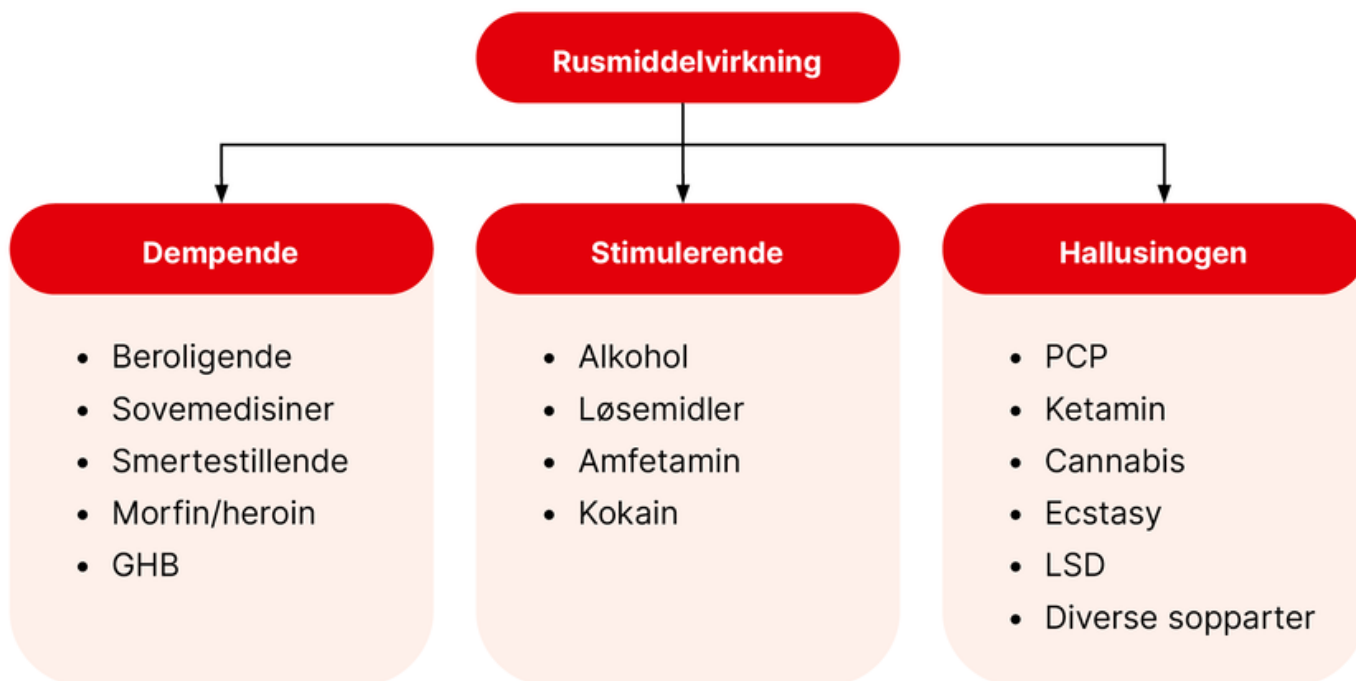 Rusmiddelvirkning
Dempende
• Beroligende
• Sovemedisiner
• Smertestillende
• Morfin/heroin
• GHB
Stimulerende
• Alkohol
• Løsemidler
• Amfetamin
• Kokain
Hallusinogen
• PCP
• Ketamin
• Cannabis
• Ecstasy
• LSD
• Diverse sopparter